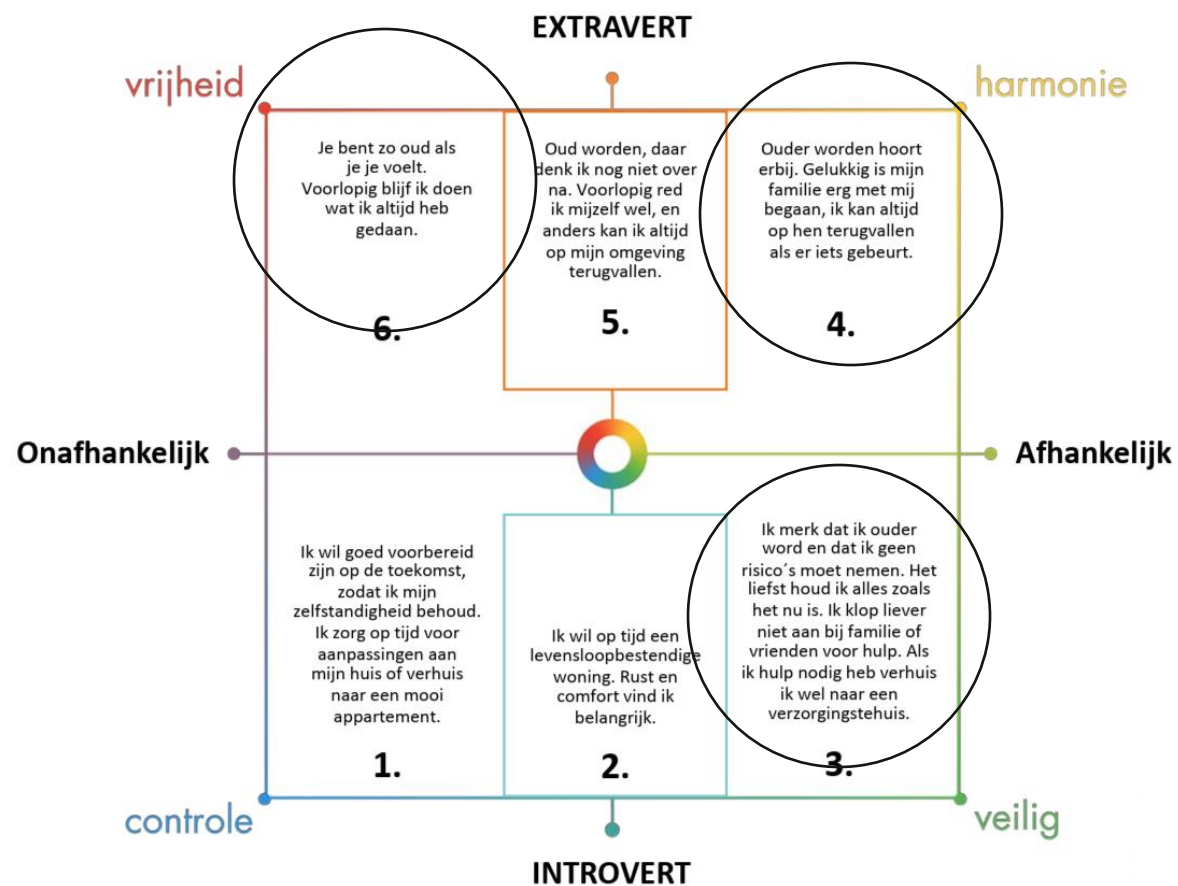 EXTRAVERT
vrijheid
harmonie
Je bent zo oud als
je je voelt.
Voorlopig blijf ik doen
wat ik altijd heb
gedaan.
6.
Oud worden, daar
denk ik nog niet over
na. Voorlopig red
ik mijzelf wel, en
anders kan ik altijd
op mijn omgeving
terugvallen.
5.
Ouder worden hoort
erbij. Gelukkig is mijn
familie erg met mij
begaan, ik kan altijd
op hen terugvallen
als er iets gebeurt.
4.
Onafhankelijk
Afhankelijk
Ik wil goed voorbereid
zijn op de toekomst,
zodat ik mijn
zelfstandigheid behoud.
Ik zorg op tijd voor
aanpassingen aan
mijn huis of verhuis
naar een mooi
appartement.
1.
Ik wil op tijd een
levensloopbestendige
woning. Rust en
comfort vind ik
belangrijk.
2.
Ik merk dat ik ouder
word en dat ik geen
risico´s moet nemen. Het
liefst houd ik alles zoals
het nu is. Ik klop liever
niet aan bij familie of
vrienden voor hulp. Als
ik hulp nodig heb verhuis
ik wel naar een
verzorgingstehuis.
3.
controle
veilig
INTROVERT